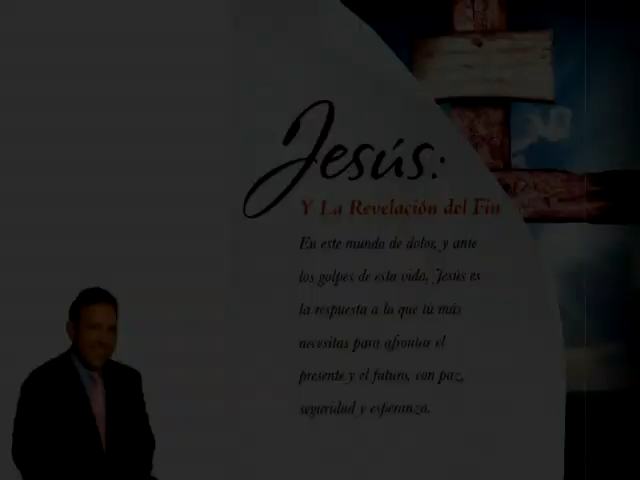 Jesús:
Y La Revelación del Fin
En este mundo de dolor, y ante
los golpes de esta vida, Jesús es
la respuesta a lo que tú más
necesitas para afrontar el
presente y el futuro, con paz,
seguridad y esperanza.